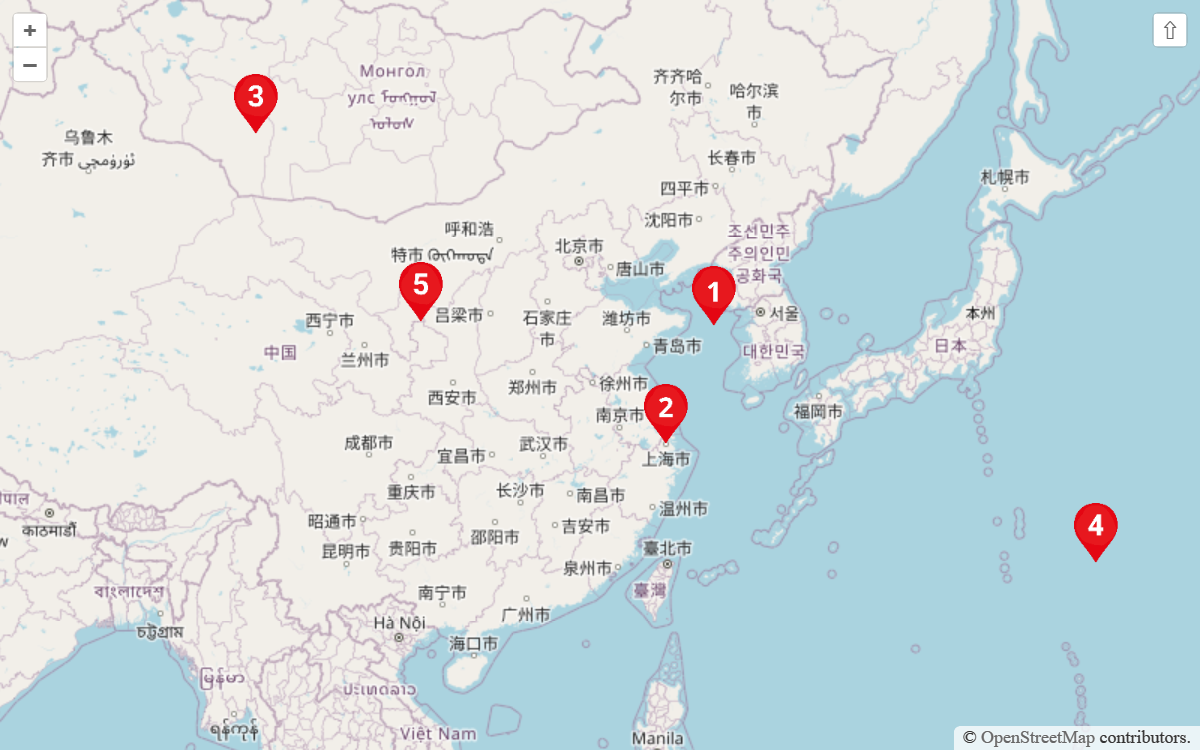 +
−
⇧
Монгол
улс ᠮᠣᠩᠭᠣᠯ
ᠤᠯᠤᠰ
3
乌鲁木
齐市 ئۈرۈمچی
齐齐哈
尔市
哈尔滨
市
长春市
四平市
沈阳市
札幌市
呼和浩
特市
北京市
唐山市
조선민주
주의인민
공화국
5
1
吕梁市
石家庄
市
潍坊市
서울
本州
西宁市
中国
兰州市
青岛市
대한민국
日本
西安市
郑州市
徐州市
2
南京市
福岡市
成都市
宜昌市
武汉市
上海市
重庆市
长沙市
南昌市
温州市
काठमाडौं
昭通市
昆明市
贵阳市
邵阳市
吉安市
臺北市
4
泉州市
বাংলাদেশ
臺灣
南宁市
广州市
চট্টগ্রাম
Hà Nội
海口市
မြန်မာ
ປະເທດລາວ
ရန်ကုန်
Việt Nam
Manila
© OpenStreetMap contributors.